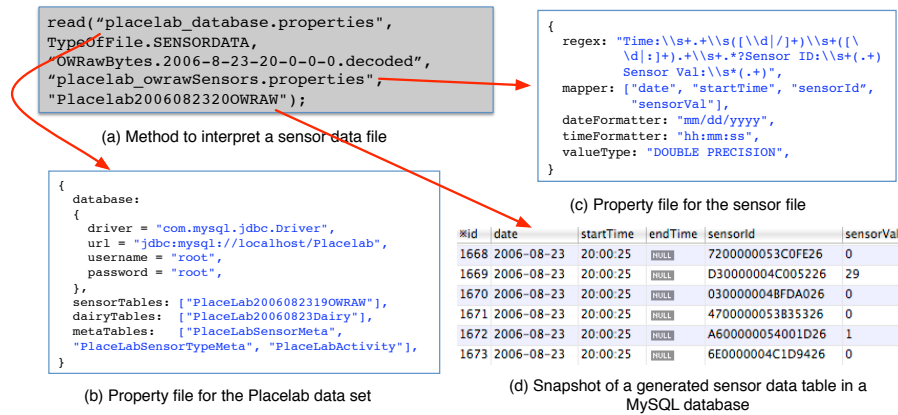 read(“placelab_database.properties",
TypeOfFile.SENSORDATA,
“OWRawBytes.2006-8-23-20-0-0-0.decoded”,
“placelab_owrawSensors.properties",
"Placelab2006082320OWRAW");
(a) Method to interpret a sensor data file
{
database:
{
driver = "com.mysql.jdbc.Driver",
url = "jdbc:mysql://localhost/Placelab",
username = "root",
password = "root",
},
sensorTables: ["PlaceLab2006082319OWRAW"],
dairyTables: ["PlaceLab20060823Dairy"],
metaTables: ["PlaceLabSensorMeta",
"PlaceLabSensorTypeMeta", "PlaceLabActivity"],
}
(b) Property file for the Placelab data set
{
regex: "Time:\\s+.+\\s([\\d|/]+)\\s+([\
\d|:]+).+\\s+.*?Sensor ID:\\s+(.+)
Sensor Val:\\s*(.+)",
mapper: ["date", "startTime", "sensorId”,
"sensorVal"],
dateFormatter: "mm/dd/yyyy",
timeFormatter: "hh:mm:ss",
valueType: "DOUBLE PRECISION",
}
(c) Property file for the sensor file
※id date startTime endTime sensorId sensorVal
1668 2006-08-23 20:00:25 NULL 7200000053C0FE26 0
1669 2006-08-23 20:00:25 NULL D30000004C005226 29
1670 2006-08-23 20:00:25 NULL 030000004BFDA026 0
1671 2006-08-23 20:00:25 NULL 4700000053B35326 0
1672 2006-08-23 20:00:25 NULL A600000054001D26 1
1673 2006-08-23 20:00:25 NULL 6E0000004C1D9426 0
(d) Snapshot of a generated sensor data table in a
MySQL database